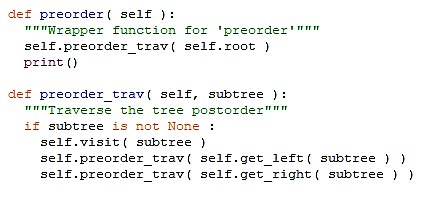 def preorder( self ):
"""Wrapper function for 'preorder'"""
self.preorder_trav( self.root )
print()
def preorder_trav( self, subtree ):
"""Traverse the tree postorder"""
if subtree is not None :
self.visit( subtree )
self.preorder_trav( self.get_left( subtree ) )
self.preorder_trav( self.get_right( subtree ) )